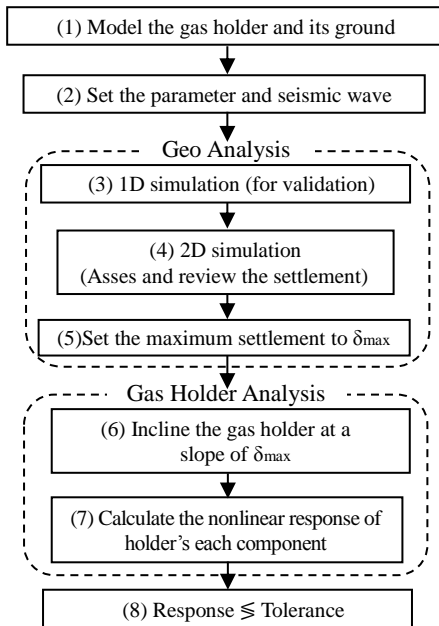 (1) Model the gas holder and its ground
(2) Set the parameter and seismic wave
Geo Analysis
(3) 1D simulation (for validation)
(4) 2D simulation
(Asses and review the settlement)
(5)Set the maximum settlement to δmax
Gas Holder Analysis
(6) Incline the gas holder at a
slope of δmax
(7) Calculate the nonlinear response of
holder's each component
(8) Response ≶ Tolerance